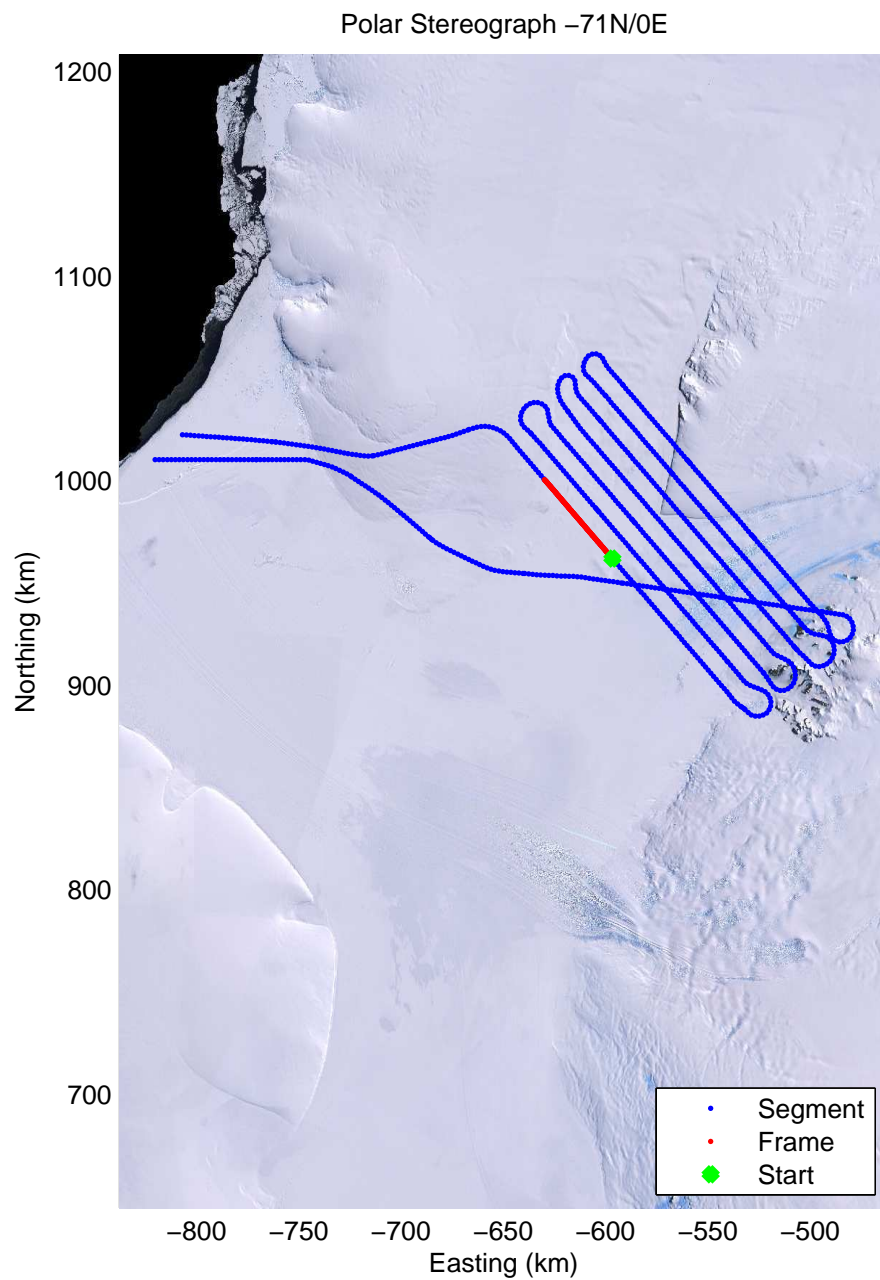 Polar Stereograph −71N/0E
1200
1100
1000
900
800
700
Northing (km)
−800
−750
−700
−650
−600
−550
−500
Easting (km)
Segment
Frame
Start